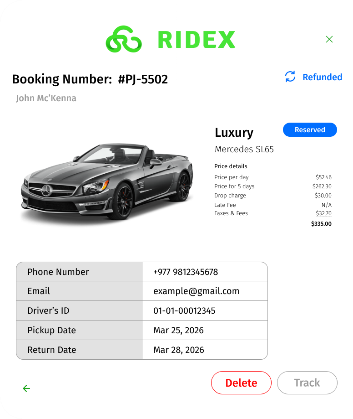 RIDEX
Booking Number: #PJ-5502
Refunded
John Mc'Kenna
Luxury
Reserved
Mercedes SL65
Price details
Price per day $52.46
Price for 5 days $262.30
Drop charge $30.00
Late Fee N/A
Taxes & Fees $32.70
$335.00
Phone Number +977 9812345678
Email example@gmail.com
Driver's ID 01-01-00012345
Pickup Date Mar 25, 2026
Return Date Mar 28, 2026
Delete
Track